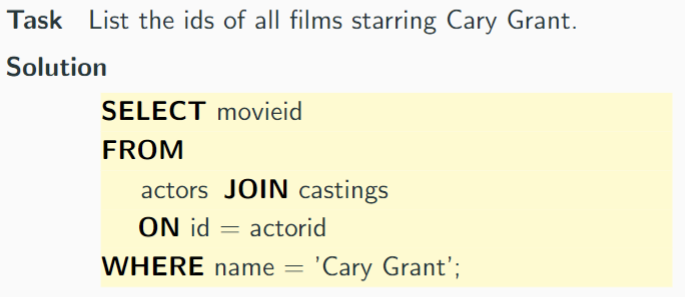 Task List the ids of all films starring Cary Grant.
Solution
SELECT movieid
FROM
actors JOIN castings
ON id = actorid
WHERE name = 'Cary Grant';